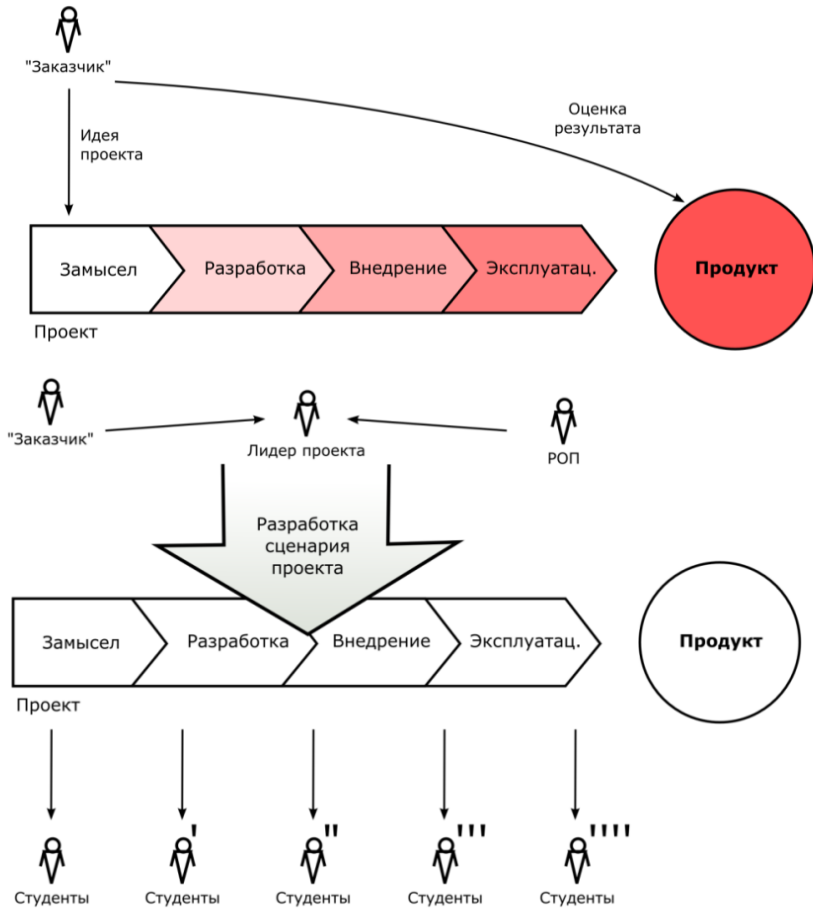 "Заказчик"
Идея
проекта
Оценка
результата
Замысел
Разработка
Внедрение
Эксплуатац.
Продукт
Проект
"Заказчик"
Лидер проекта
РОП
Разработка
сценария
проекта
Замысел
Разработка
Внедрение
Эксплуатац.
Продукт
Проект
'
''
'''
''''
Студенты
Студенты
Студенты
Студенты
Студенты